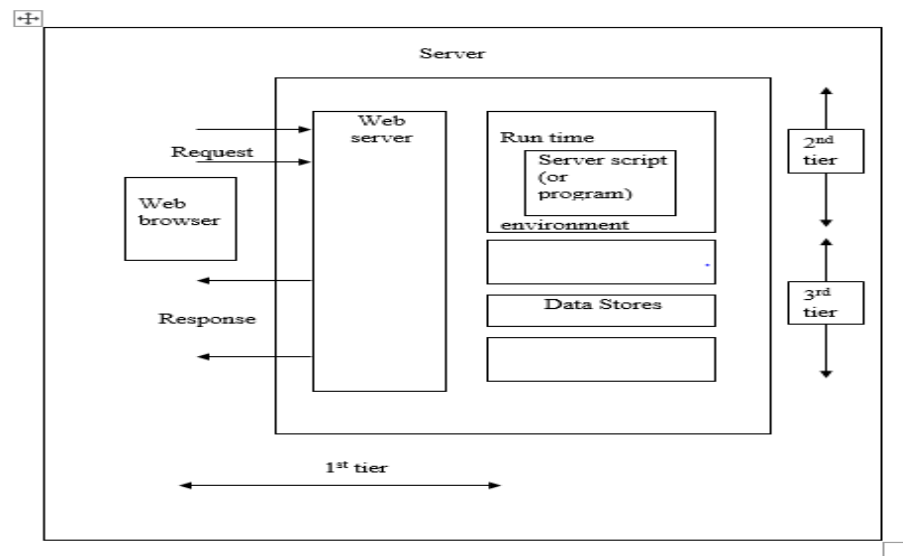 Server
Web
server
Request
Web
browser
Response
Run time
Server script
(or
program)
environment
Data Stores
2nd
tier
3rd
tier
1st tier